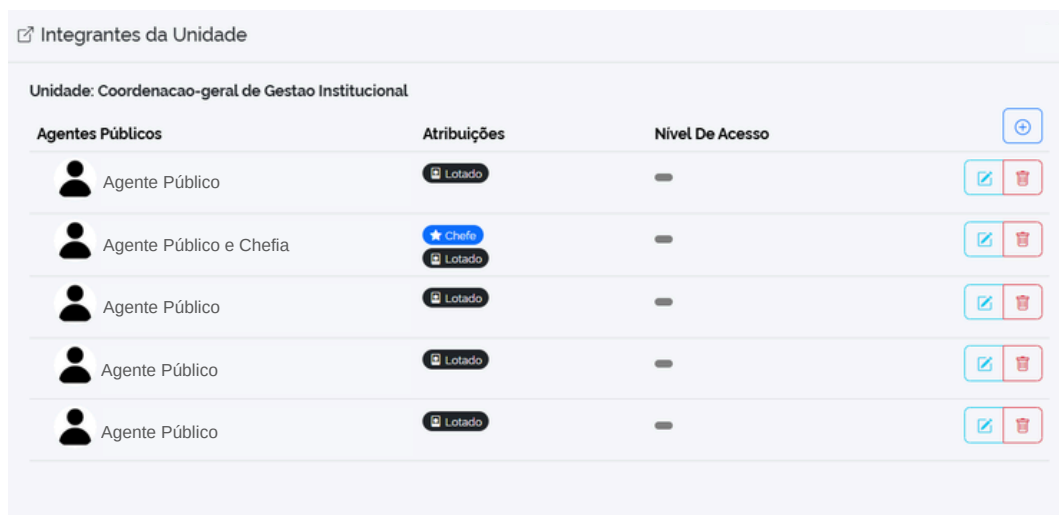 Integrantes da Unidade
Unidade: Coordenacao-geral de Gestao Institucional
Agentes Públicos Atribuições Nível De Acesso
Agente Público Lotado
Agente Público e Chefia Chefe
Lotado
Agente Público Lotado
Agente Público Lotado
Agente Público Lotado